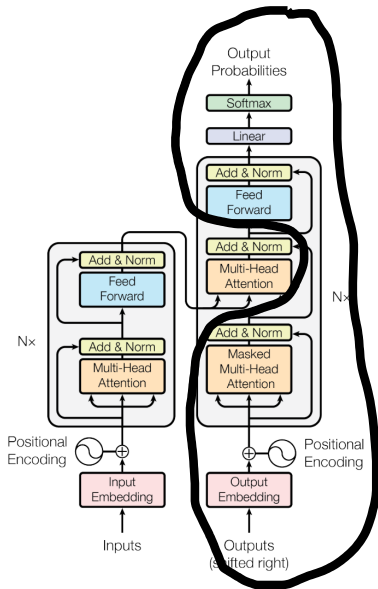 Output
Probabilities
Softmax
Linear
Add & Norm
Feed
Forward
Add & Norm
Multi-Head
Attention
Add & Norm
Masked
Multi-Head
Attention
Nx
Positional
Encoding
Output
Embedding
Outputs
(shifted right)
Add & Norm
Feed
Forward
Nx
Add & Norm
Multi-Head
Attention
Positional
Encoding
Input
Embedding
Inputs